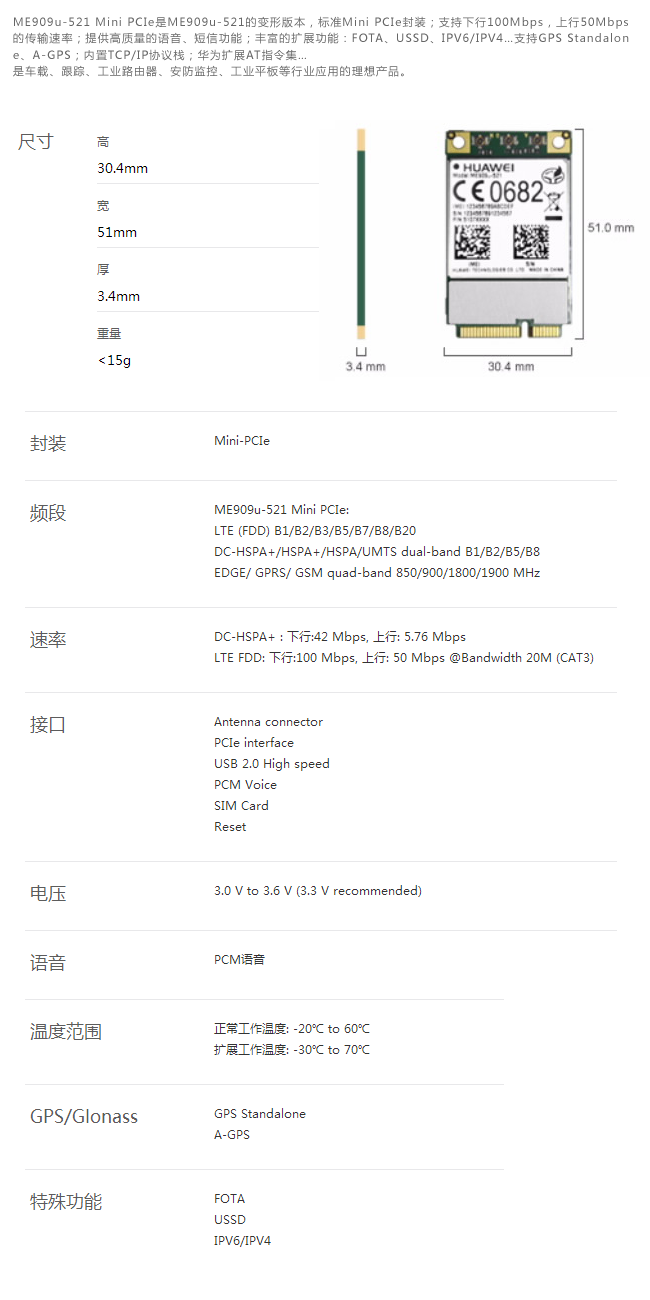 ME909u-521 Mini PCIe是ME909u-521的变形版本，标准Mini PCIe封装；支持下行100Mbps，上行50Mbps
的传输速率；提供高质量的语音、短信功能；丰富的扩展功能：FOTA、USSD、IPV6/IPV4...支持GPS Standalon
e、A-GPS；内置TCP/IP协议栈；华为扩展AT指令集...
是车载、跟踪、工业路由器、安防监控、工业平板等行业应用的理想产品。
尺寸
高
30.4mm
宽
51mm
厚
3.4mm
重量
<15g
HUAWEI
Model: ME909u-521
CE0682
IMEI
S/N
HUAWEI TECHNOLOGIES CO.,LTD. MADE IN CHINA
51.0 mm
3.4 mm
30.4 mm
封装
Mini-PCIe
频段
ME909u-521 Mini PCIe:
LTE (FDD) B1/B2/B3/B5/B7/B8/B20
DC-HSPA+/HSPA+/HSPA/UMTS dual-band B1/B2/B5/B8
EDGE/ GPRS/ GSM quad-band 850/900/1800/1900 MHz
速率
DC-HSPA+ : 下行:42 Mbps, 上行: 5.76 Mbps
LTE FDD: 下行:100 Mbps, 上行: 50 Mbps @Bandwidth 20M (CAT3)
接口
Antenna connector
PCIe interface
USB 2.0 High speed
PCM Voice
SIM Card
Reset
电压
3.0 V to 3.6 V (3.3 V recommended)
语音
PCM语音
温度范围
正常工作温度: -20℃ to 60℃
扩展工作温度: -30℃ to 70℃
GPS/Glonass
GPS Standalone
A-GPS
特殊功能
FOTA
USSD
IPV6/IPV4